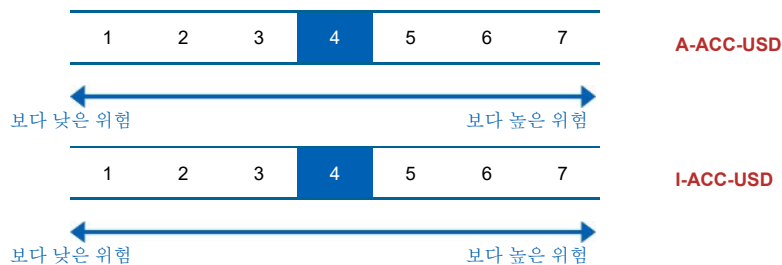 1 2 3 4 5 6 7 A-ACC-USD
보다 낮은 위험 보다 높은 위험
1 2 3 4 5 6 7 I-ACC-USD
보다 낮은 위험 보다 높은 위험